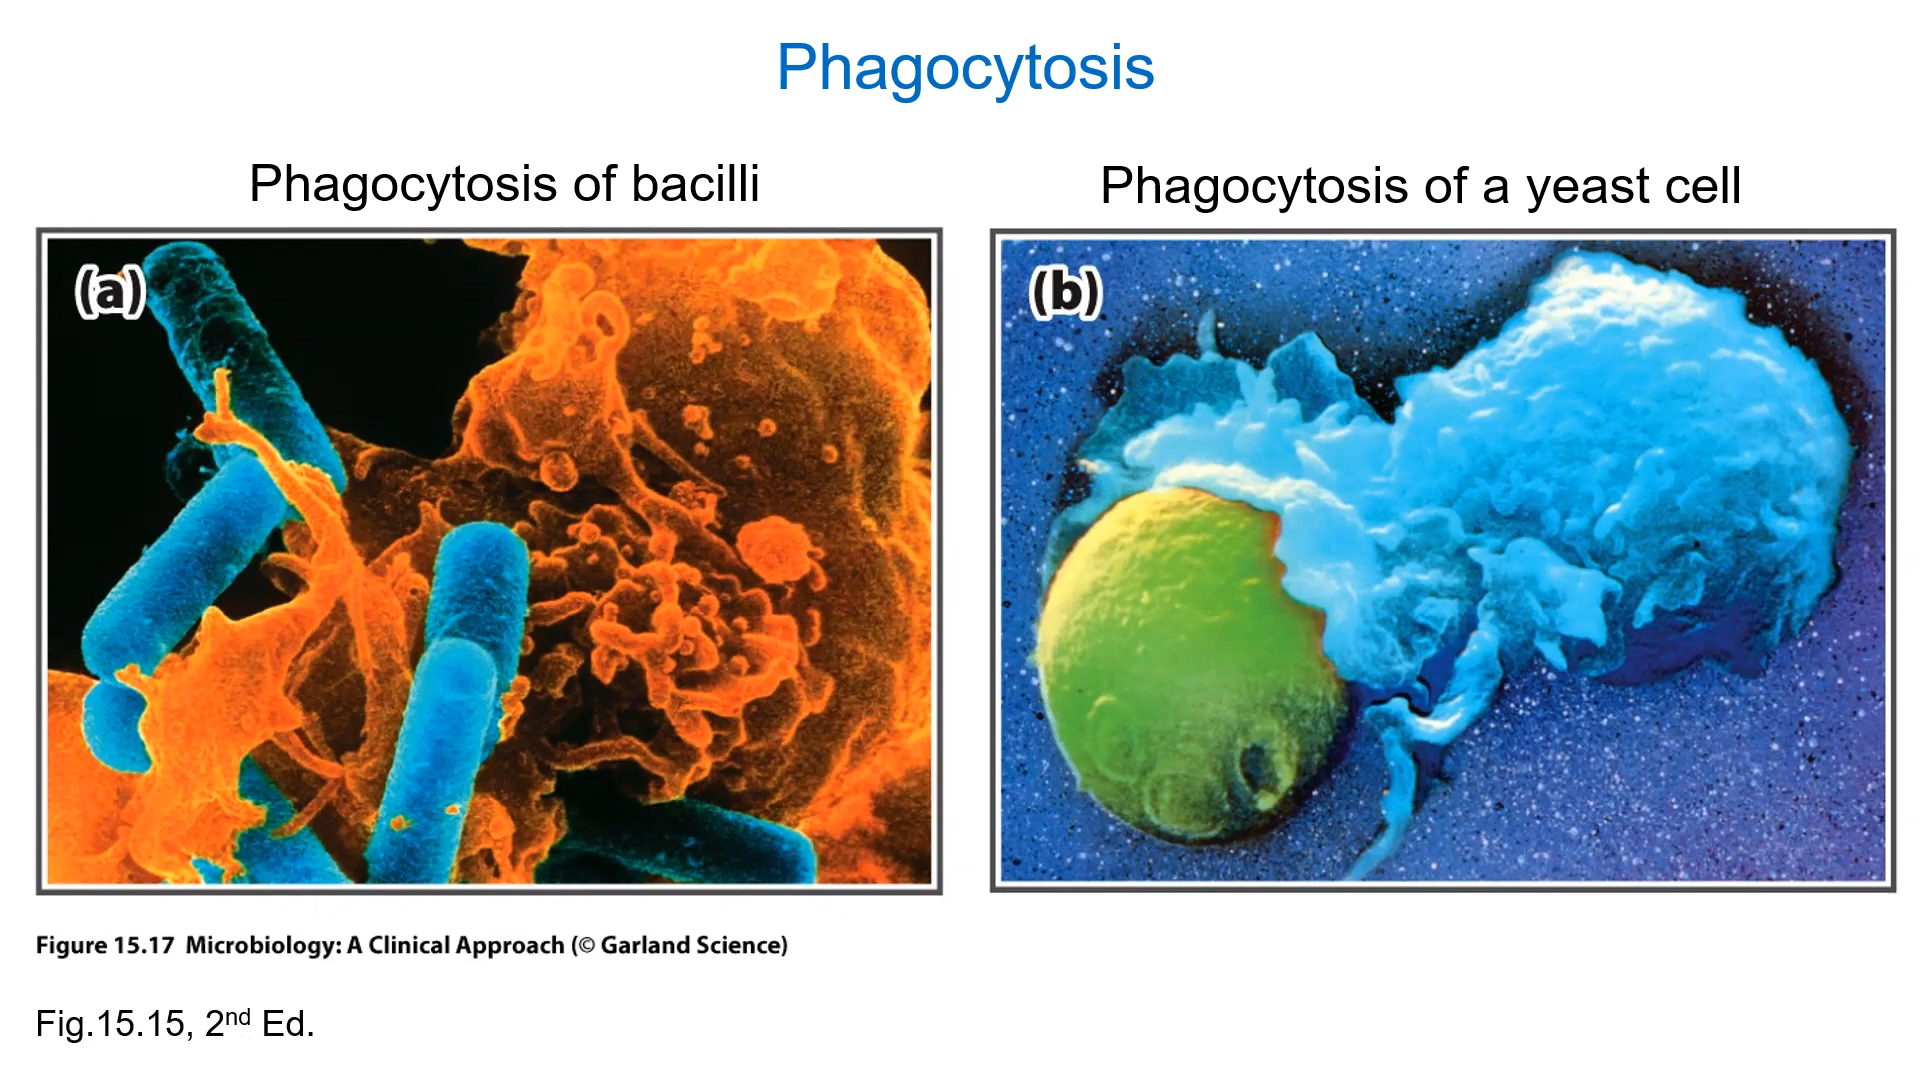 Phagocytosis
Phagocytosis of bacilli
Phagocytosis of a yeast cell
(a)
(b)
Figure 15.17 Microbiology: A Clinical Approach (© Garland Science)
Fig.15.15, 2nd Ed.